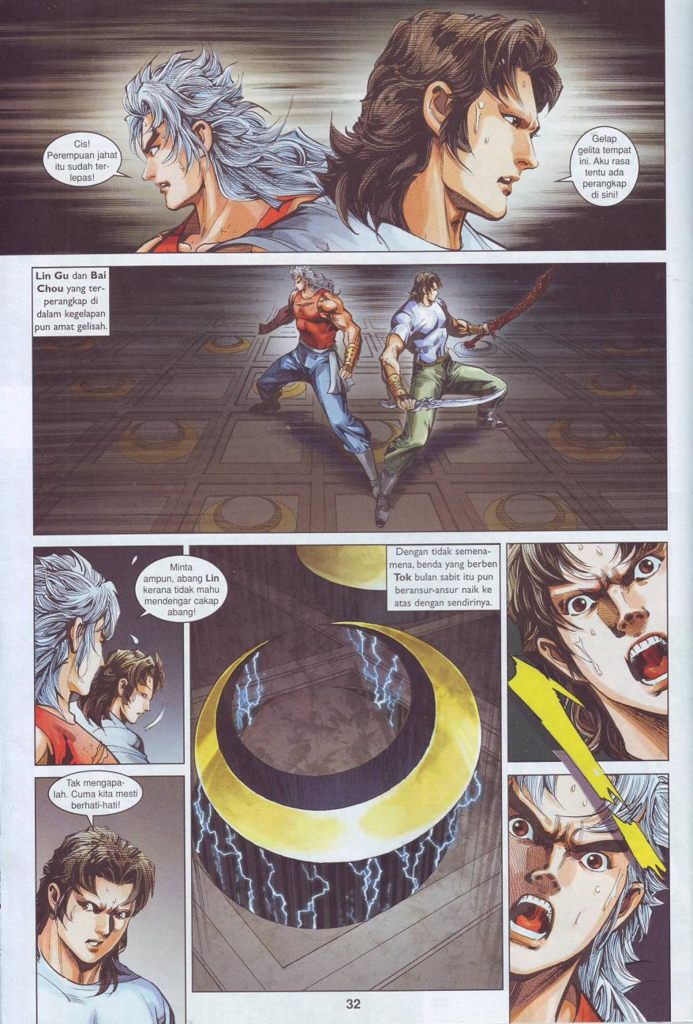 Cis!
Perempuan jahat
itu sudah ter-
lepas!
Gelap
gelita tempat
ini. Aku rasa
tentu ada
perangkap
di sini!
Lin Gu dan Bai
Chou yang ter-
perangkap di
dalam kegelapan
pun amat gelisah.
Minta
ampun, abang Lin
kerana tidak mahu
mendengar cakap
abang!
Dengan tidak semena-
mena, benda yang berben
Tok bulan sabit itu pun
beransur-ansur naik ke
atas dengan sendirinya.
Tak mengapa-
lah. Cuma kita mesti
berhati-hati!
32